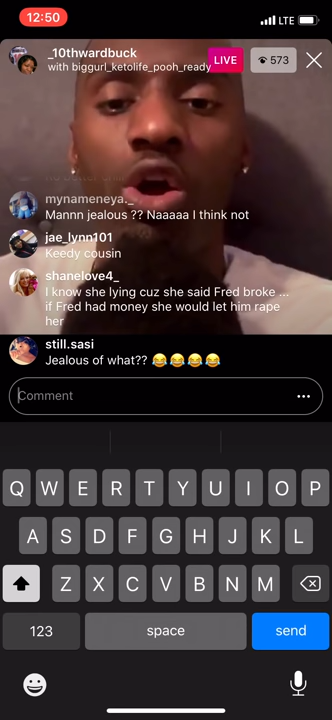 12:50
LTE
_10thwardbuck
with biggurl_ketolife_pooh_ready
LIVE
573
mynameneya._
Mannn jealous ?? Naaaaa I think not
jae_lynn101
Keedy cousin
shanelove4_
I know she lying cuz she said Fred broke ...
if Fred had money she would let him rape
her
still.sasi
Jealous of what?? 😂😂😂😂
Comment
Q W E R T Y U I O P
A S D F G H J K L
Z X C V B N M
123 space send